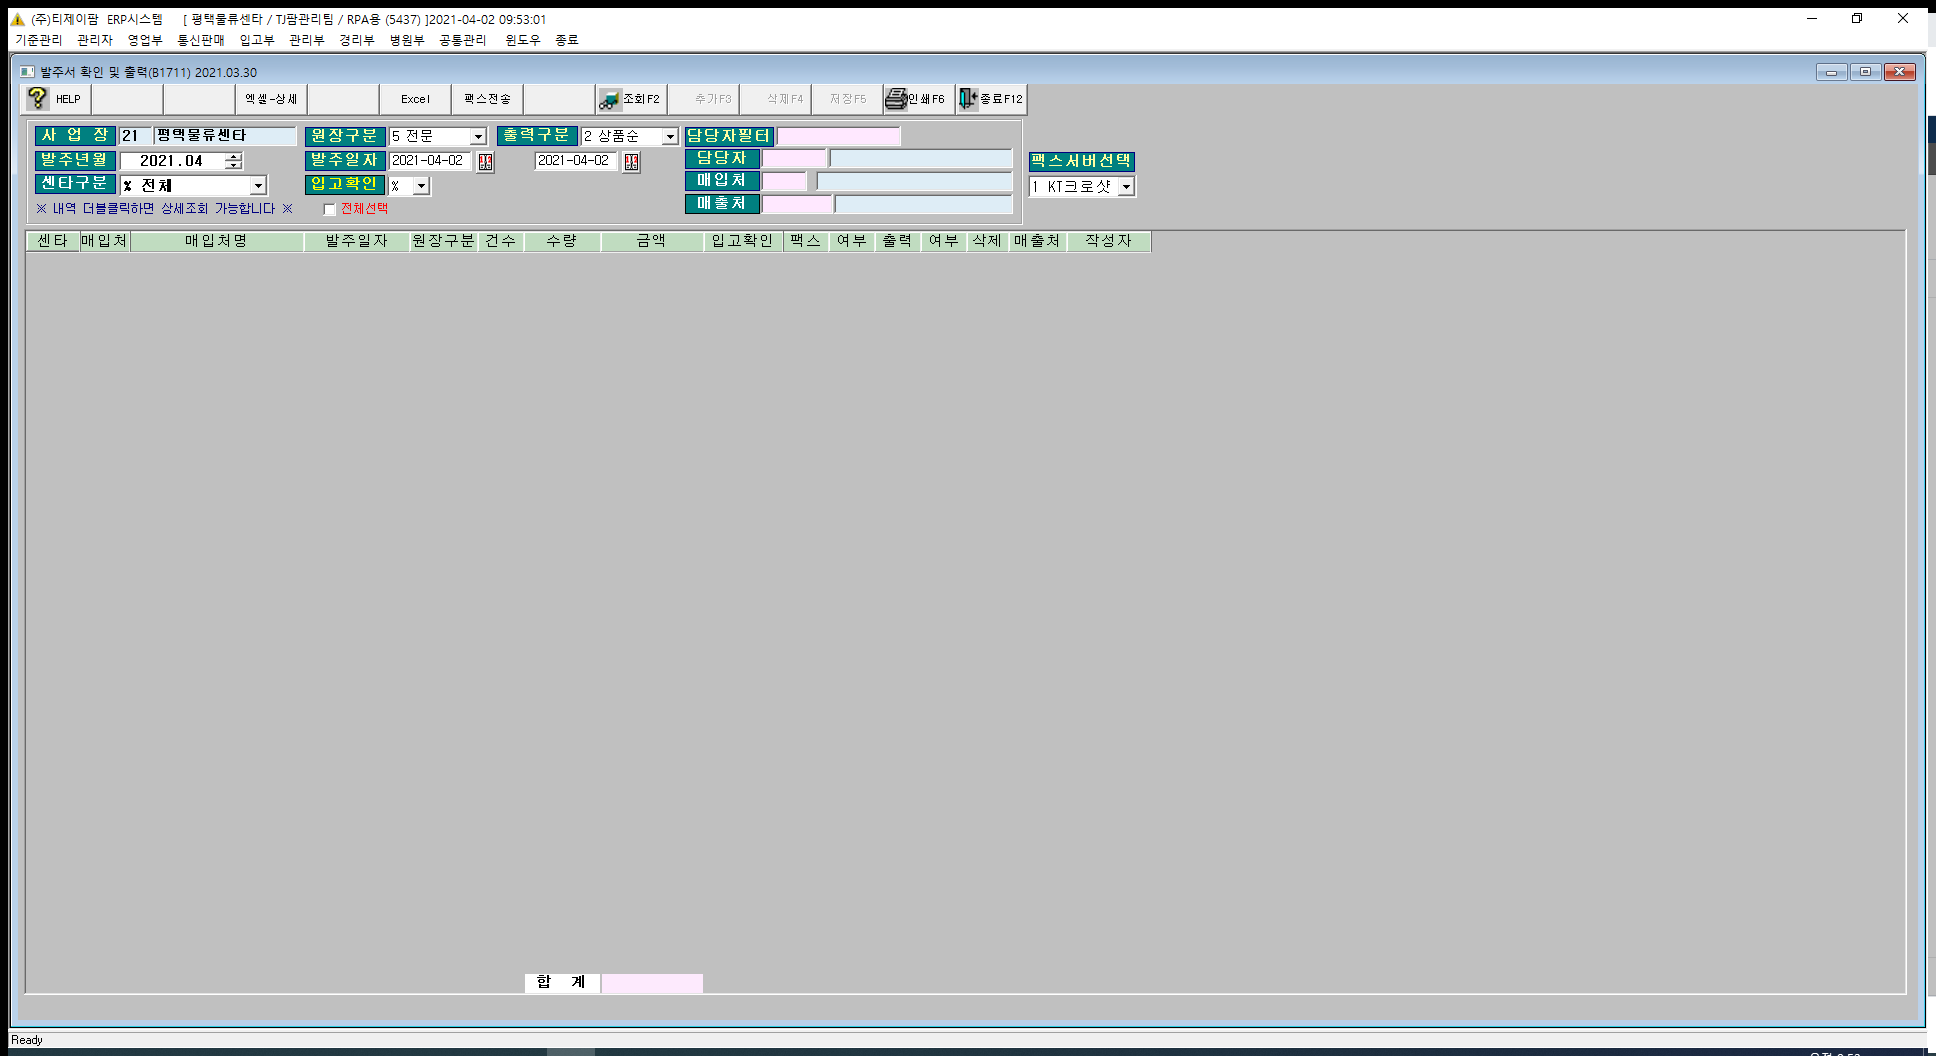 (주)티제이팜 ERP시스템 [ 평택물류센타 / TJ팜관리팀 / RPA용 (5437) ]2021-04-02 09:53:01
기준관리 관리자 영업부 통신판매 입고부 관리부 경리부 병원부 공통관리 윈도우 종료
발주서 확인 및 출력(B1711) 2021.03.30
HELP 엑셀-상세 Excel 팩스전송 조회F2 추가F3 삭제F4 저장F5 인쇄F6 종료F12
사 업 장 21 평택물류센타 원장구분 5 전문 출력구분 2 상품순 담당자필터
발주년월 2021.04 발주일자 2021-04-02 2021-04-02 담당자 팩스서버선택
센타구분 % 전체 입고확인 % 매입처 1 KT크로샷
※ 내역 더블클릭하면 상세조회 가능합니다 ※ 전체선택 매출처
센타 매입처 매입처명 발주일자 원장구분 건수 수량 금액 입고확인 팩스 여부 출력 여부 삭제 매출처 작성자
합 계
Ready